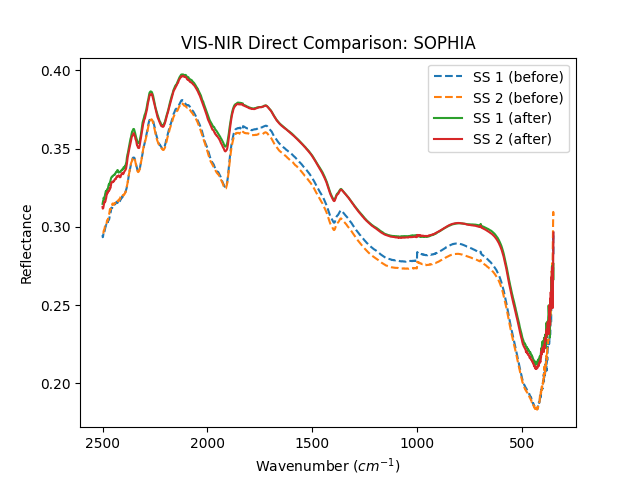 VIS-NIR Direct Comparison: SOPHIA
SS 1 (before)
SS 2 (before)
SS 1 (after)
SS 2 (after)
Reflectance
0.40
0.35
0.30
0.25
0.20
2500 2000 1500 1000 500
Wavenumber (cm⁻¹)